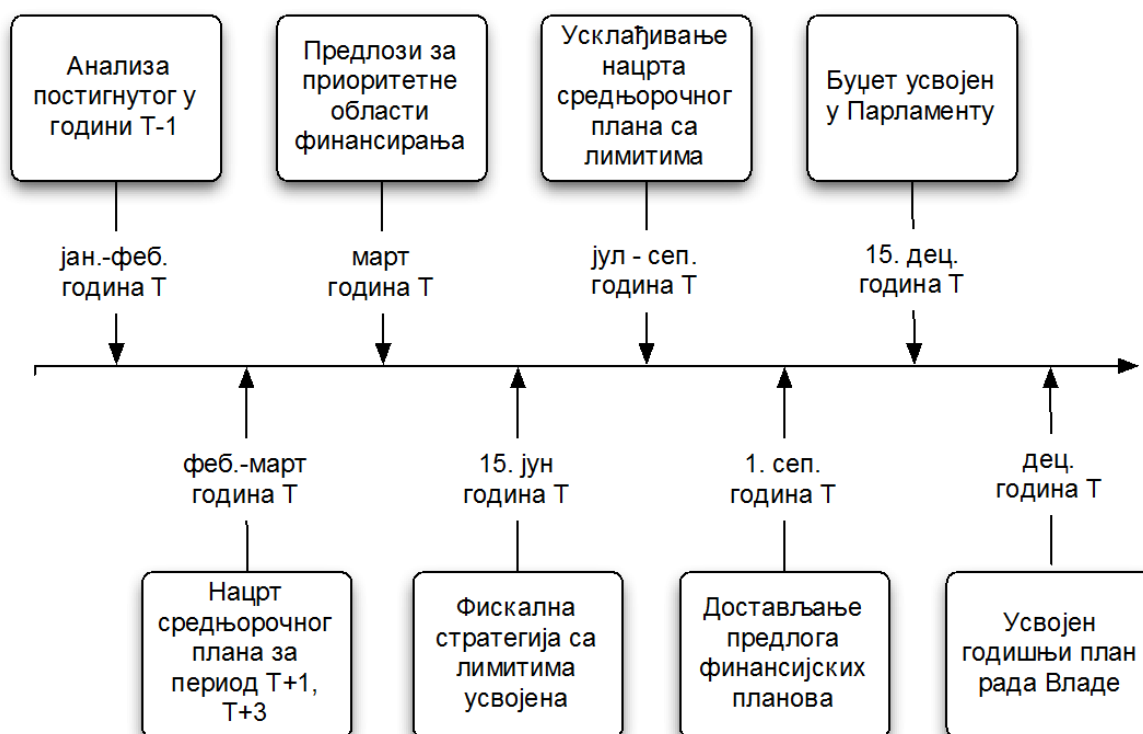 Анализа
постигнутог у
години Т-1
Предлози за
приоритетне
области
финансирања
Усклађивање
нацрта
средњорочног
плана са
лимитима
Буџет усвојен
у Парламенту
јан.-феб.
година Т
март
година Т
јул - сеп.
година Т
15. дец.
година Т
феб.-март
година Т
15. јун
година Т
1. сеп.
година Т
дец.
година Т
Нацрт
средњорочног
плана за
период Т+1,
Т+3
Фискална
стратегија са
лимитима
усвојена
Достављање
предлога
финансијских
планова
Усвојен
годишњи план
рада Владе